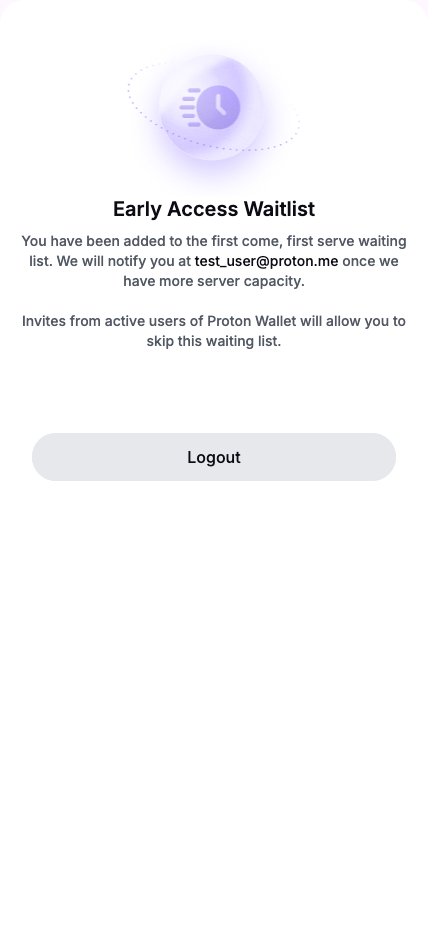 Early Access Waitlist
You have been added to the first come, first serve waiting
list. We will notify you at test_user@proton.me once we
have more server capacity.
Invites from active users of Proton Wallet will allow you to
skip this waiting list.
Logout